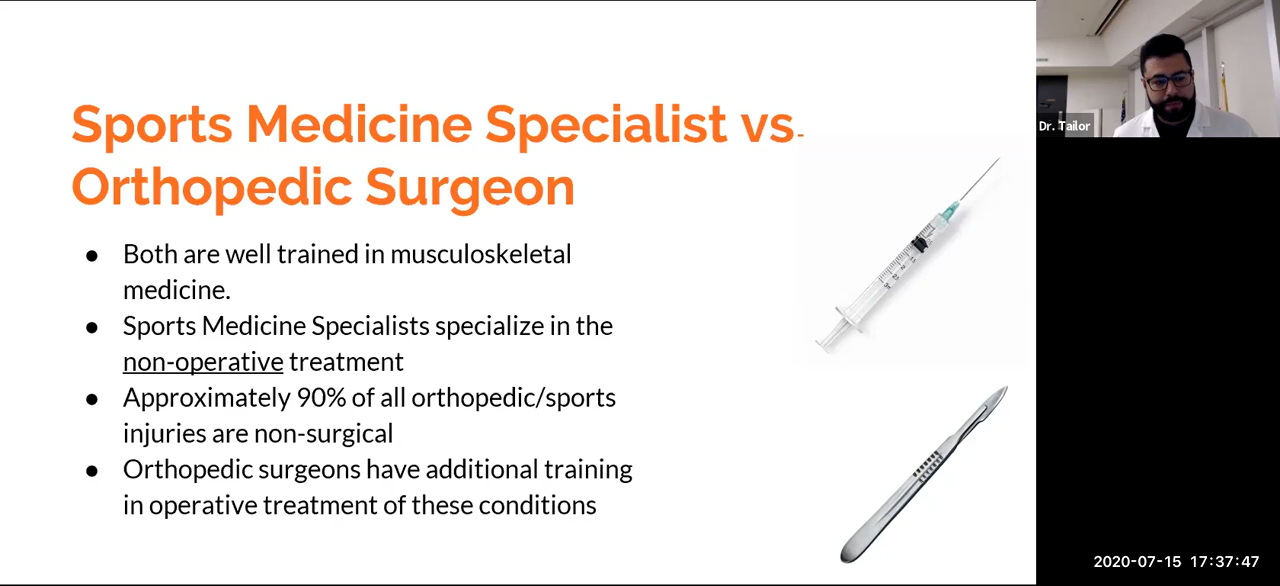 Sports Medicine Specialist vs.
Orthopedic Surgeon
● Both are well trained in musculoskeletal
medicine.
● Sports Medicine Specialists specialize in the
non-operative treatment
● Approximately 90% of all orthopedic/sports
injuries are non-surgical
● Orthopedic surgeons have additional training
in operative treatment of these conditions
Dr. Tailor
2020-07-15 17:37:47